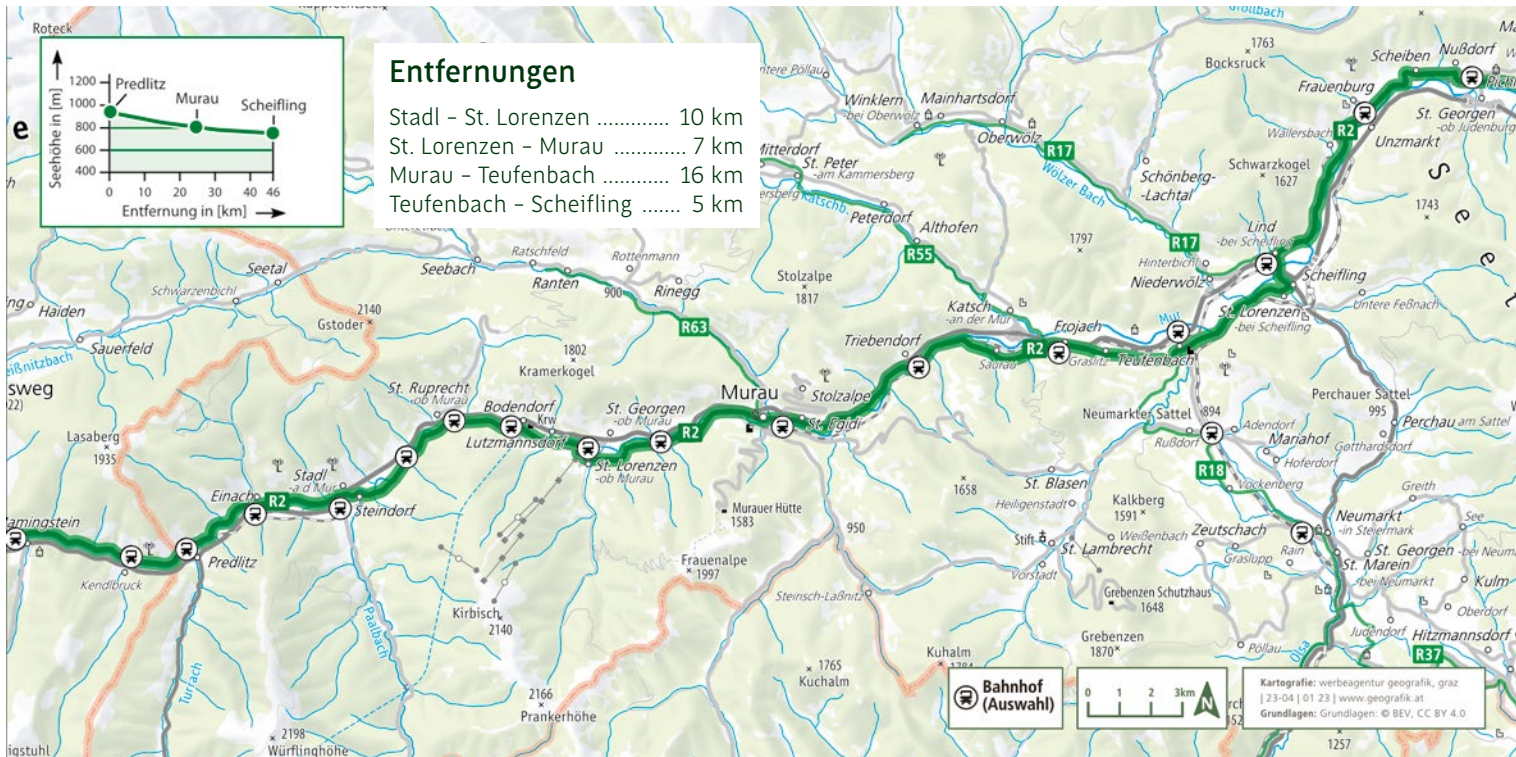 Roteck
1200
1000
800
600
400
Seehöhe in [m]
Predlitz
Murau
Scheifling
0
10
20
30
40
46
Entfernung in [km]
Entfernungen
Stadl – St. Lorenzen ............ 10 km
St. Lorenzen – Murau ........... 7 km
Murau – Teufenbach ........... 16 km
Teufenbach – Scheifling ....... 5 km
e
Winklern
-bei Oberwölz
Mainhartsdorf
Oberwölz
R17
Wölzer Bach
1763
Bocksruck
Scheiben
Nußdorf
Frauenburg
R2
St. Georgen
-ob Judenburg
Unzmarkt
Wallersbach
Schwarzkogel
1627
Schönberg-
-Lachtal
1743
S
e
e
St. Peter
-am Kammersberg
Katschb.
Peterdorf
Althofen
R55
1797
R17
Lind
-bei Scheifling
Hinterbichl
Niederwölz
Scheifling
Untere Feßnach
St. Lorenzen
-bei Scheifling
Seetal
Schwarzenbichl
Haiden
Sauerfeld
2140
Gstoder
Seebach
Ratschfeld
Ranten
Rottenmann
900
Rinegg
R63
Stolzalpe
1817
Katsch
-an der Mur
Frojach
Mur
Triebendorf
R2
Saurau
Graslitz
Teufenbach
1802
Kramerkogel
Murau
Stolzalpe
St. Egidi
Neumarkter Sattel
894
Perchauer Sattel
995
Perchau am Sattel
Adendorf
Mariahof
Rußdorf
Hoferdorf
Gotthardsdorf
Lasaberg
1935
St. Ruprecht
-ob Murau
Bodendorf
Krw
Lutzmannsdorf
St. Georgen
-ob Murau
R2
St. Lorenzen
-ob Murau
R18
Vockenberg
Stadl
-a d Mur
Einach
R2
Steindorf
Predlitz
Kendlbruck
Murauer Hütte
1583
1658
St. Blasen
Heiligenstadt
Kalkberg
1591
Greith
See
950
Stift
St. Lambrecht
Weißenbach
Zeutschach
Neumarkt
-in Steiermark
Graslupp
Rain
St. Georgen
St. Marein
-bei Neumarkt
Kulm
Vorstadt
Frauenalpe
1997
Steirisch-Laßnitz
Grebenzen Schutzhaus
1648
Oberdorf
Judendorf
Hitzmannsdorf
R37
Grebenzen
1870
Pöllau
Olsa
Kirbisch
2140
Paalbach
Turrach
1765
Kuchalm
Kuhalm
2166
Prankerhöhe
2198
Würflinghöhe
1257
Bahnhof
(Auswahl)
0 1 2 3km
N
Kartografie: werbeagentur geografik, graz
| 23-04 | 01 23 | www.geografik.at
Grundlagen: Grundlagen: © BEV, CC BY 4.0